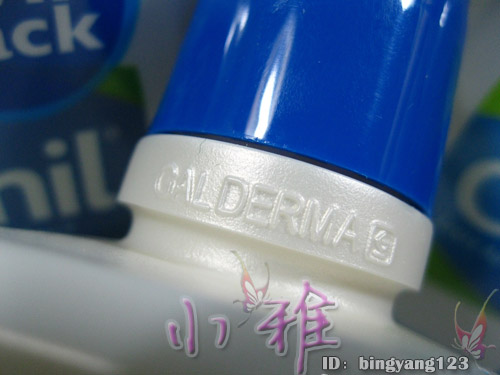 ack
nil
GALDERMA G
小雅
ID: bingyang123